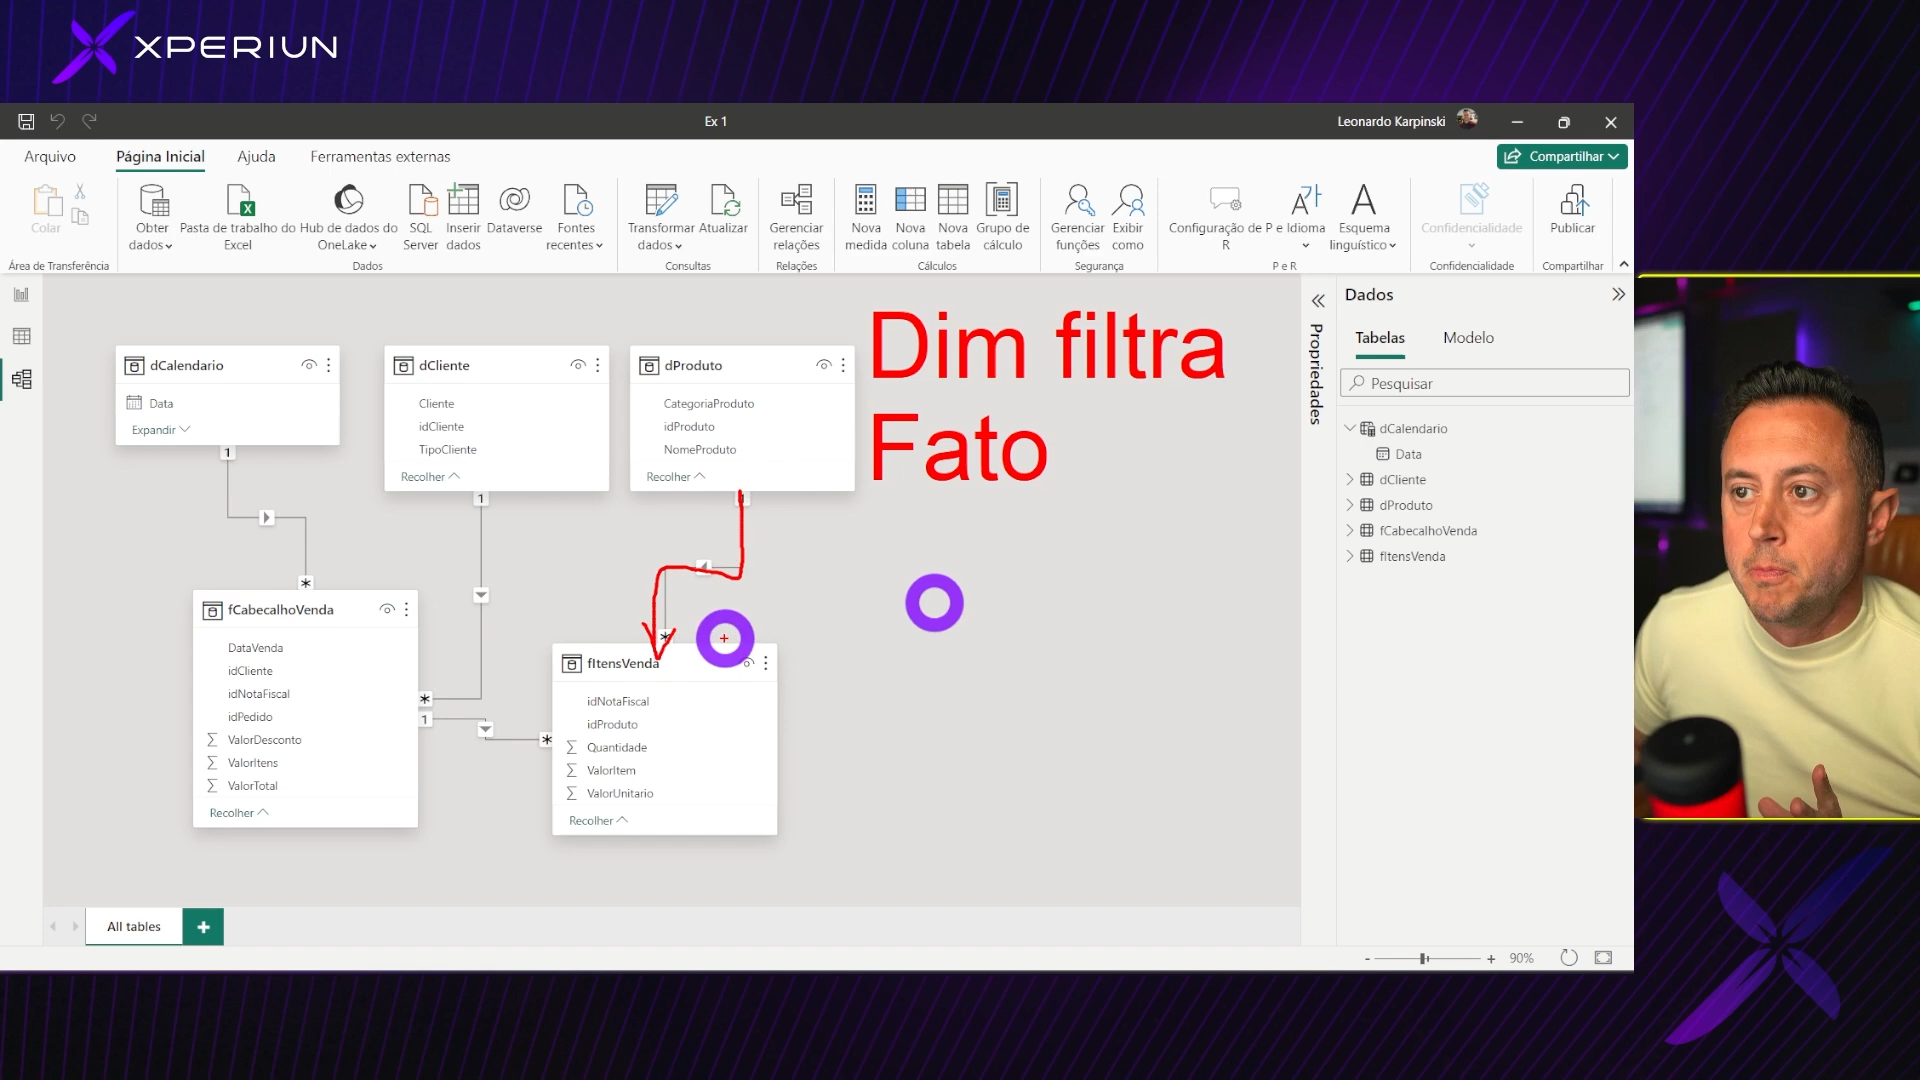 XPERIUN
Ex 1
Leonardo Karpinski
Arquivo
Página Inicial
Ajuda
Ferramentas externas
Compartilhar
Colar
Obter dados
Pasta de trabalho do Excel
Hub de dados do OneLake
SQL Server
Inserir dados
Dataverse
Fontes recentes
Transformar dados
Atualizar
Gerenciar relações
Nova medida
Nova coluna
Nova tabela
Grupo de cálculo
Gerenciar funções
Exibir como
Configuração de P e R
Idioma
Esquema linguístico
Confidencialidade
Publicar
Área de Transferência
Dados
Consultas
Relações
Cálculos
Segurança
P e R
Confidencialidade
Compartilhar
dCalendario
Data
Expandir
1
*
dCliente
Cliente
idCliente
TipoCliente
Recolher
1
*
dProduto
CategoriaProduto
idProduto
NomeProduto
Recolher
*
Dim filtra
Fato
fCabecalhoVenda
DataVenda
idCliente
idNotaFiscal
idPedido
ValorDesconto
ValorItens
ValorTotal
Recolher
1
*
fItensVenda
idNotaFiscal
idProduto
Quantidade
ValorItem
ValorUnitario
Recolher
Propriedades
Dados
Tabelas
Modelo
Pesquisar
dCalendario
Data
dCliente
dProduto
fCabecalhoVenda
fItensVenda
All tables
+
- + 90%